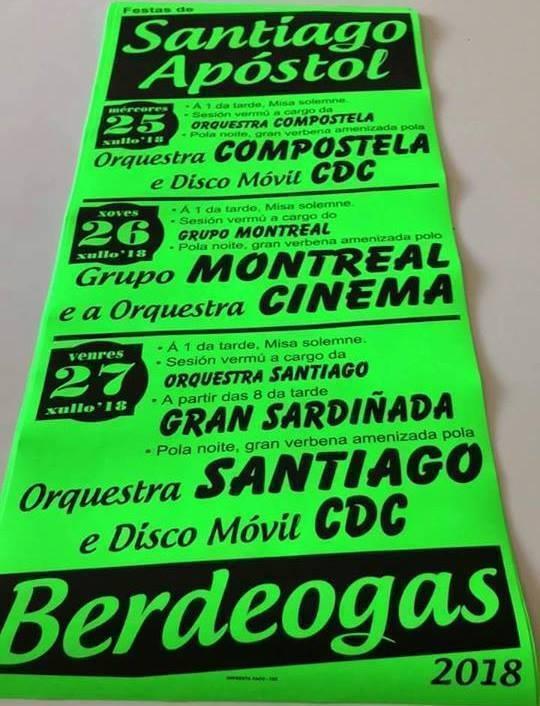 Festas de
Santiago
Apóstol
mércores
25
xullo'18
• Á 1 da tarde, Misa solemne.
• Sesión vermú a cargo da
ORQUESTRA COMPOSTELA
• Pola noite, gran verbena amenizada pola
Orquestra COMPOSTELA
e Disco Móvil CDC
xoves
26
xullo'18
• Á 1 da tarde, Misa solemne.
• Sesión vermú a cargo do
GRUPO MONTREAL
• Pola noite, gran verbena amenizada polo
Grupo MONTREAL
e a Orquestra CINEMA
venres
27
xullo'18
• Á 1 da tarde, Misa solemne.
• Sesión vermú a cargo da
ORQUESTRA SANTIAGO
• A partir das 8 da tarde
GRAN SARDIÑADA
• Pola noite, gran verbena amenizada pola
Orquestra SANTIAGO
e Disco Móvil CDC
Berdeogas
2018